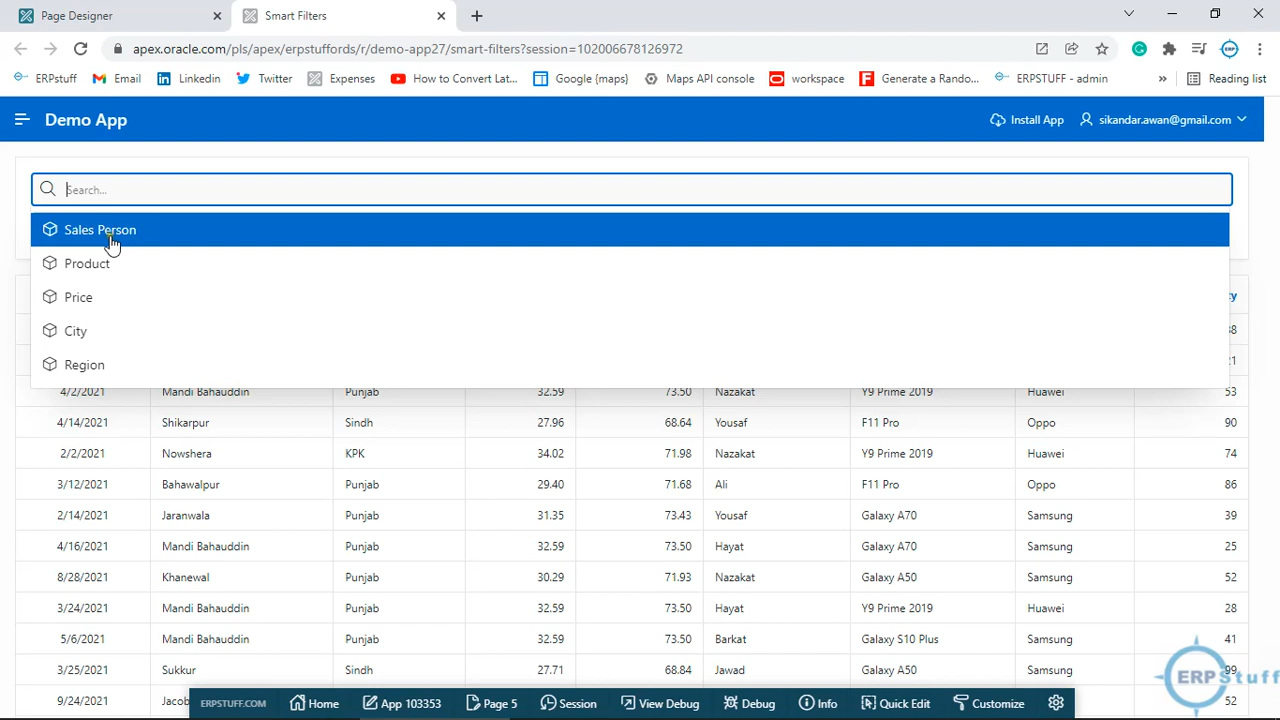 Page Designer
Smart Filters
apex.oracle.com/pls/apex/erpstuffords/r/demo-app27/smart-filters?session=102006678126972
ERPstuff Email Linkedin Twitter Expenses How to Convert Lat... Google {maps} Maps API console workspace Generate a Rando... ERPSTUFF - admin » Reading list
Demo App Install App sikandar.awan@gmail.com
Search...
Sales Person
Product
Price
City
Region
4/2/2021 Mandi Bahauddin Punjab 32.59 73.50 Nazakat Y9 Prime 2019 Huawei 53
4/14/2021 Shikarpur Sindh 27.96 68.64 Yousaf F11 Pro Oppo 90
2/2/2021 Nowshera KPK 34.02 71.98 Nazakat Y9 Prime 2019 Huawei 74
3/12/2021 Bahawalpur Punjab 29.40 71.68 Ali F11 Pro Oppo 86
2/14/2021 Jaranwala Punjab 31.35 73.43 Yousaf Galaxy A70 Samsung 39
4/16/2021 Mandi Bahauddin Punjab 32.59 73.50 Hayat Galaxy A70 Samsung 25
8/28/2021 Khanewal Punjab 30.29 71.93 Nazakat Galaxy A50 Samsung 52
3/24/2021 Mandi Bahauddin Punjab 32.59 73.50 Hayat Y9 Prime 2019 Huawei 28
5/6/2021 Mandi Bahauddin Punjab 32.59 73.50 Barkat Galaxy S10 Plus Samsung 41
3/25/2021 Sukkur Sindh 27.71 68.84 Jawad Galaxy A50 Samsung 99
9/24/2021 52
ERPStuff
ERPSTUFF.COM Home App 103353 Page 5 Session View Debug Debug Info Quick Edit Customize